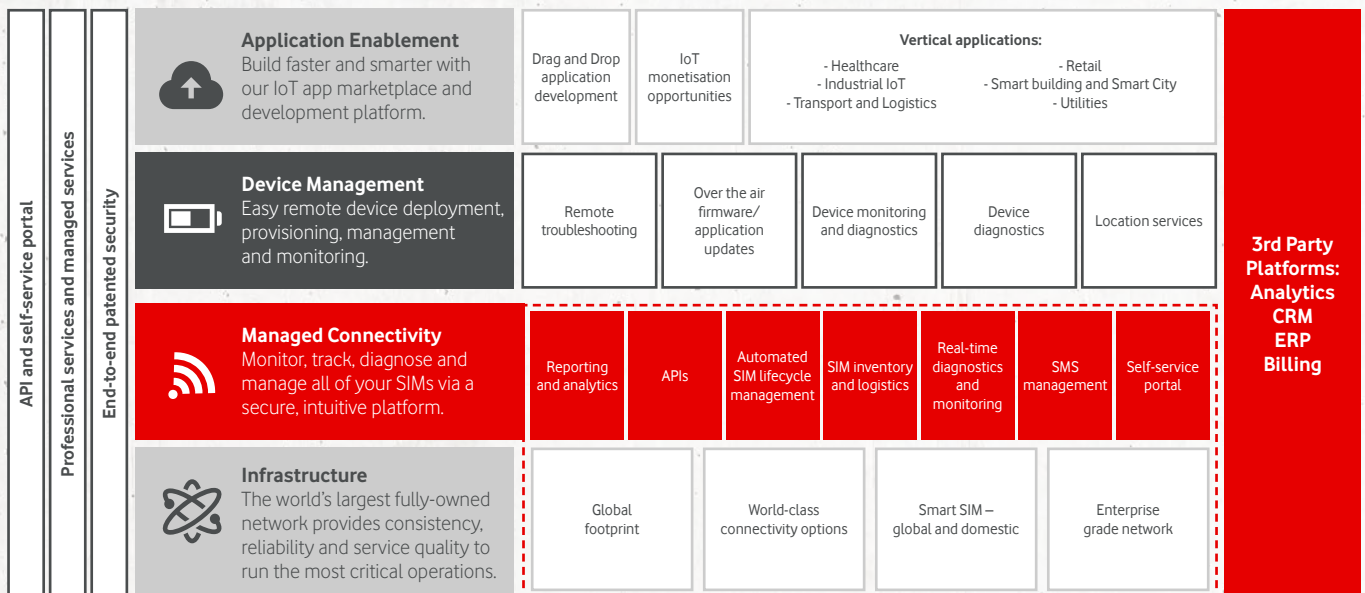 API and self-service portal
Professional services and managed services
End-to-end patented security
Application Enablement
Build faster and smarter with
our IoT app marketplace and
development platform.
Drag and Drop
application
development
IoT
monetisation
opportunities
Vertical applications:
- Healthcare
- Industrial IoT
- Transport and Logistics
- Retail
- Smart building and Smart City
- Utilities
Device Management
Easy remote device deployment,
provisioning, management
and monitoring.
Remote
troubleshooting
Over the air
firmware/
application
updates
Device monitoring
and diagnostics
Device
diagnostics
Location services
Managed Connectivity
Monitor, track, diagnose and
manage all of your SIMs via a
secure, intuitive platform.
Reporting
and analytics
APIs
Automated
SIM lifecycle
management
SIM inventory
and logistics
Real-time
diagnostics
and
monitoring
SMS
management
Self-service
portal
Infrastructure
The world's largest fully-owned
network provides consistency,
reliability and service quality to
run the most critical operations.
Global
footprint
World-class
connectivity options
Smart SIM –
global and domestic
Enterprise
grade network
3rd Party
Platforms:
Analytics
CRM
ERP
Billing